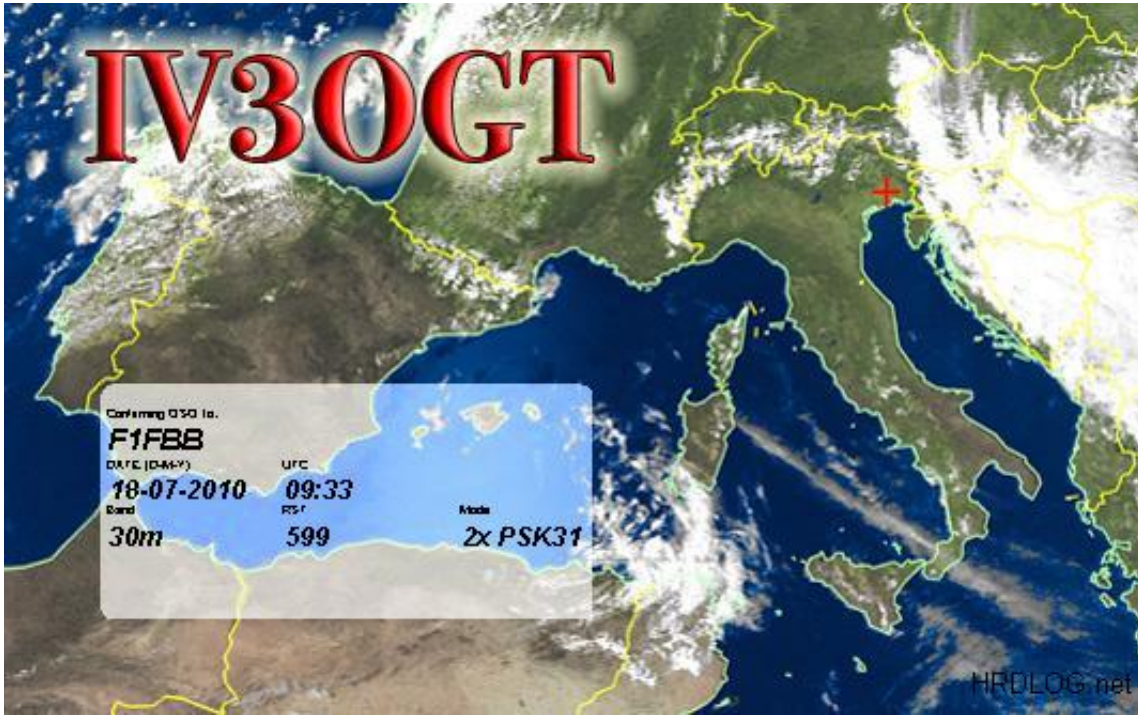 IV3OGT
Confirming QSO to:
F1FBB
DATE (D-M-Y) UTC
18-07-2010 09:33
Band RST Mode
30m 599 2x PSK31
HRDLOG.net